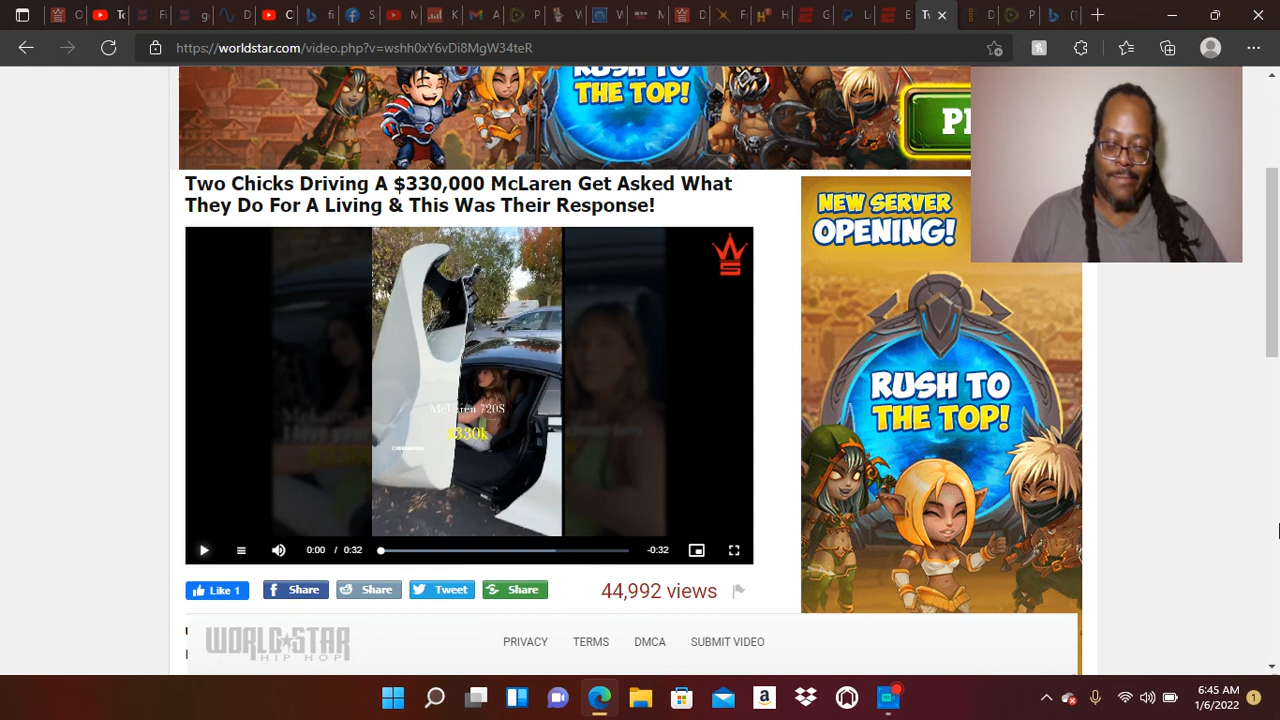 https://worldstar.com/video.php?v=wshh0xY6vDi8MgW34teR
RUSH TO
THE TOP!
Two Chicks Driving A $330,000 McLaren Get Asked What
They Do For A Living & This Was Their Response!
NEW SERVER
OPENING!
McLaren 720S
$330k
RUSH TO
THE TOP!
0:00 / 0:32
-0:32
Like 1
Share
Share
Tweet
Share
44,992 views
WORLDSTAR
HIP HOP
PRIVACY
TERMS
DMCA
SUBMIT VIDEO
6:45 AM
1/6/2022
1